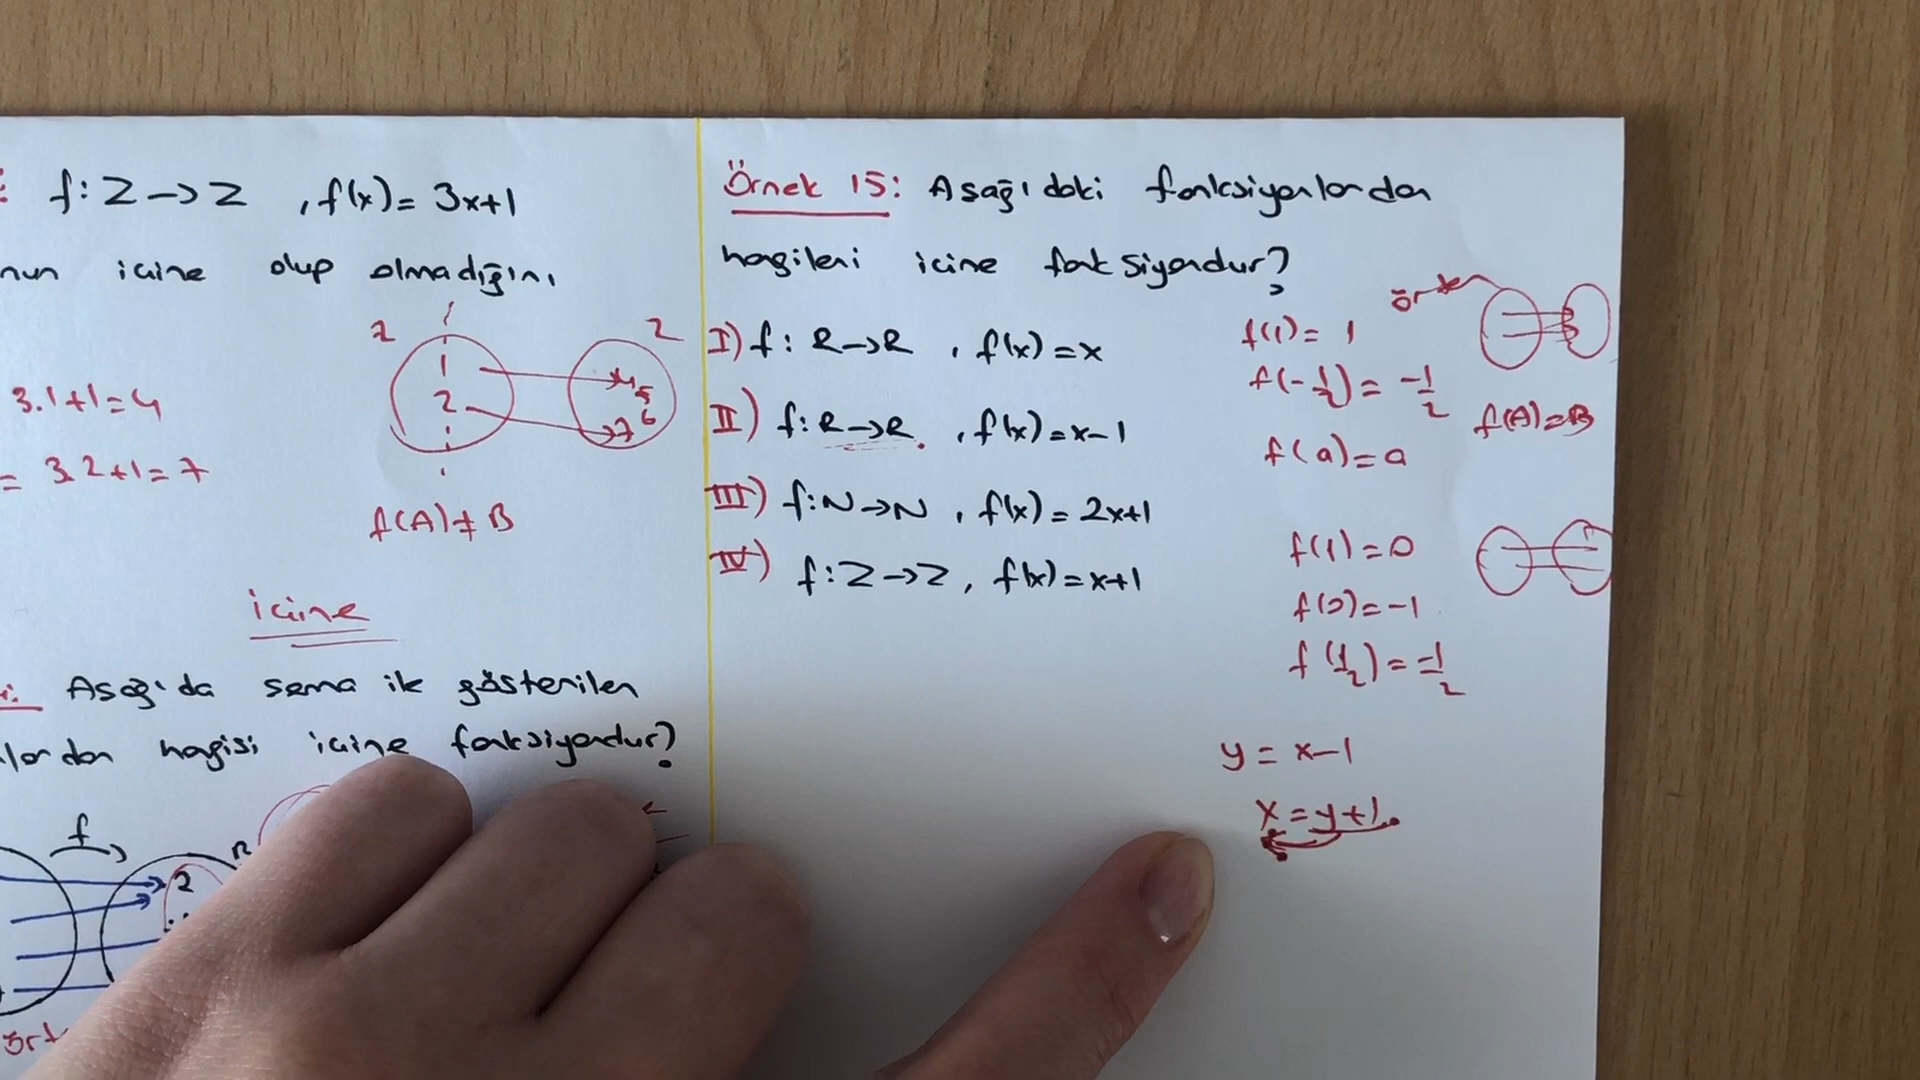 f: Z → Z , f(x) = 3x+1
nun içine olup olmadığını
Z Z
1 4
5
2 6
7
3.1+1=4
= 3.2+1=7
f(A) ≠ B
içine
Aşağıda şema ile gösterilen
lardan hangisi içine fonksiyondur?
f
2
ört
Örnek 15: Aşağıdaki fonksiyonlardan
hangileri içine fonksiyondur?
I) f: R→R , f(x)=x
II) f: R→R , f(x)=x-1
III) f: N→N , f(x)=2x+1
IV) f: Z→Z, f(x)=x+1
f(1)= 1
f(-1/2)= -1/2
f(a)=a
ört
f(A)=B
f(1)=0
f(0)=-1
f(1/2)=-1/2
y = x-1
x = y+1